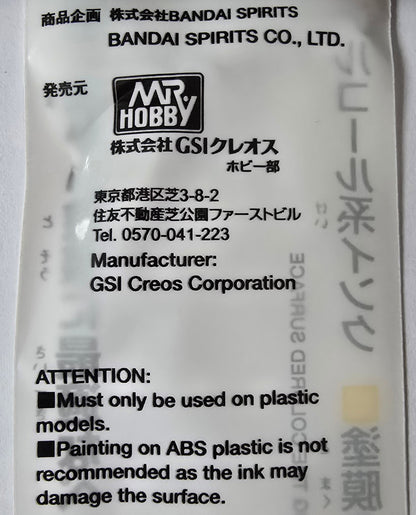 商品企画 株式会社BANDAI SPIRITS
BANDAI SPIRITS CO., LTD.
発売元
MR HOBBY
株式会社 GSIクレオス
ホビー部
東京都港区芝3-8-2
住友不動産芝公園ファーストビル
Tel. 0570-041-223
Manufacturer:
GSI Creos Corporation
ATTENTION:
■Must only be used on plastic
models.
■Painting on ABS plastic is not
recommended as the ink may
damage the surface.